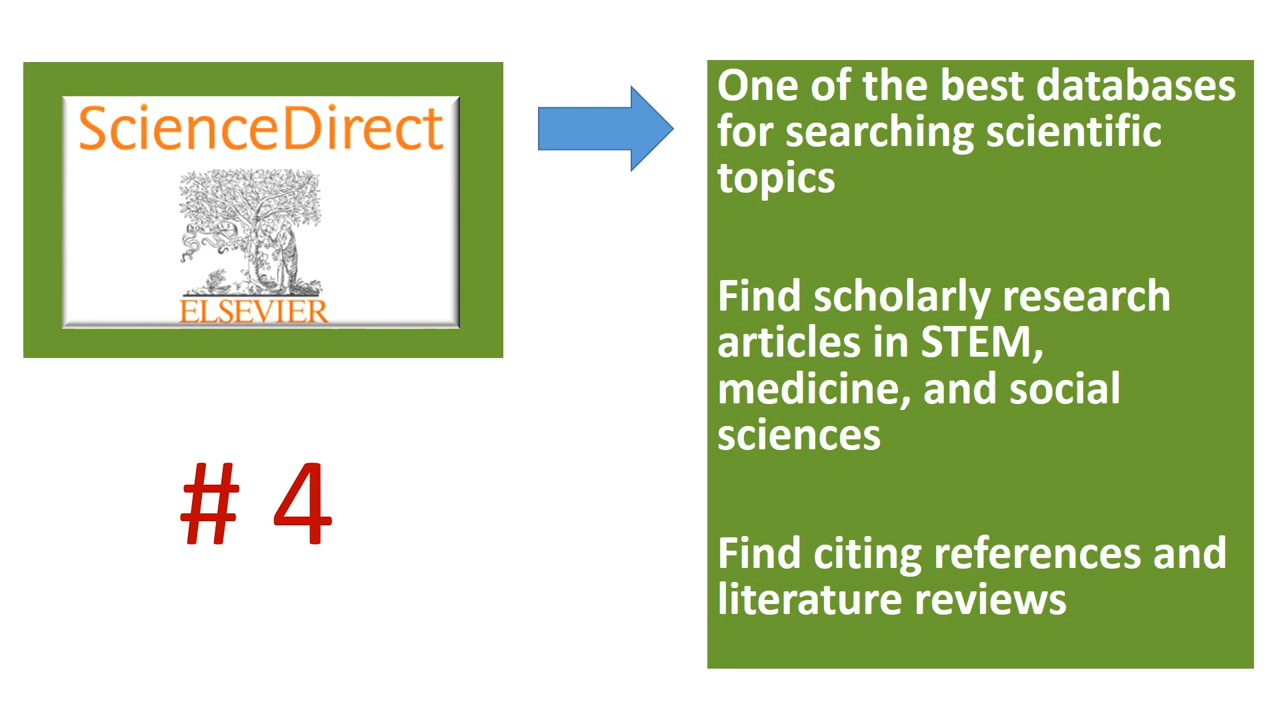 ScienceDirect
ELSEVIER
# 4
One of the best databases
for searching scientific
topics
Find scholarly research
articles in STEM,
medicine, and social
sciences
Find citing references and
literature reviews